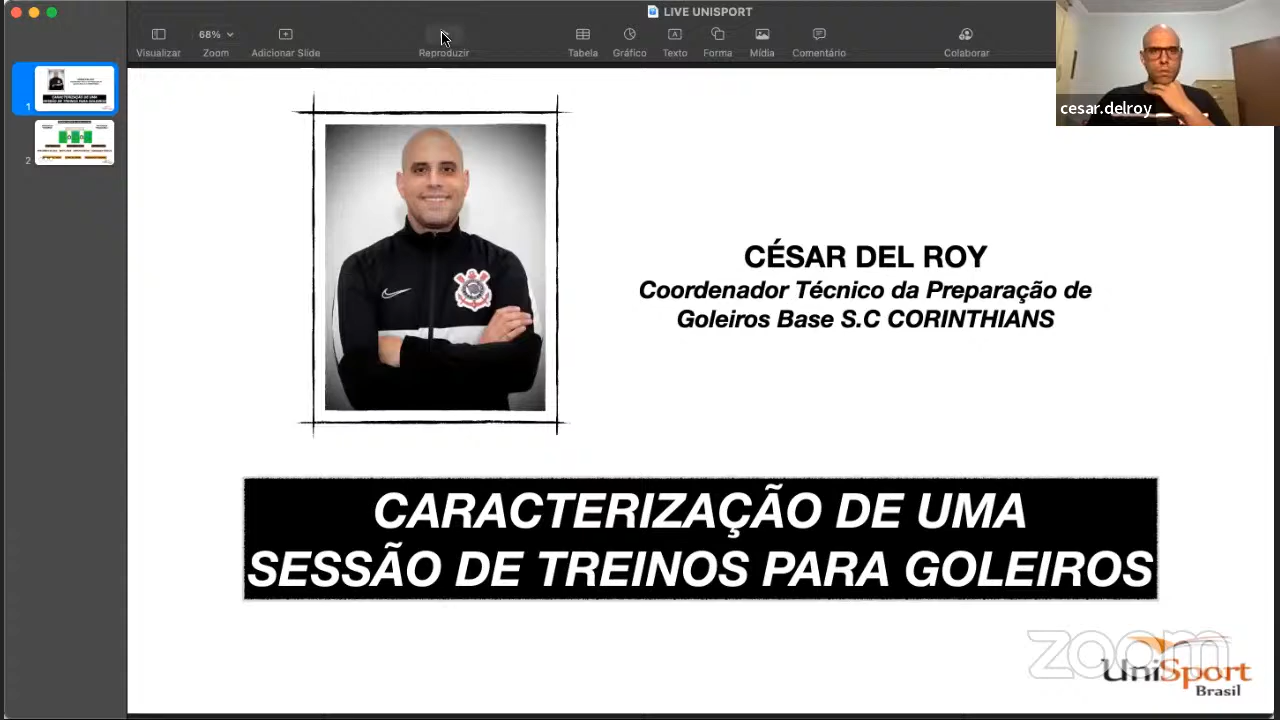 LIVE UNISPORT
68%
Visualizar
Zoom
Adicionar Slide
Reproduzir
Tabela
Gráfico
Texto
Forma
Mídia
Comentário
Colaborar
cesar.delroy
1
2
CÉSAR DEL ROY
Coordenador Técnico da Preparação de
Goleiros Base S.C CORINTHIANS
CARACTERIZAÇÃO DE UMA
SESSÃO DE TREINOS PARA GOLEIROS
zoom
UniSport
Brasil